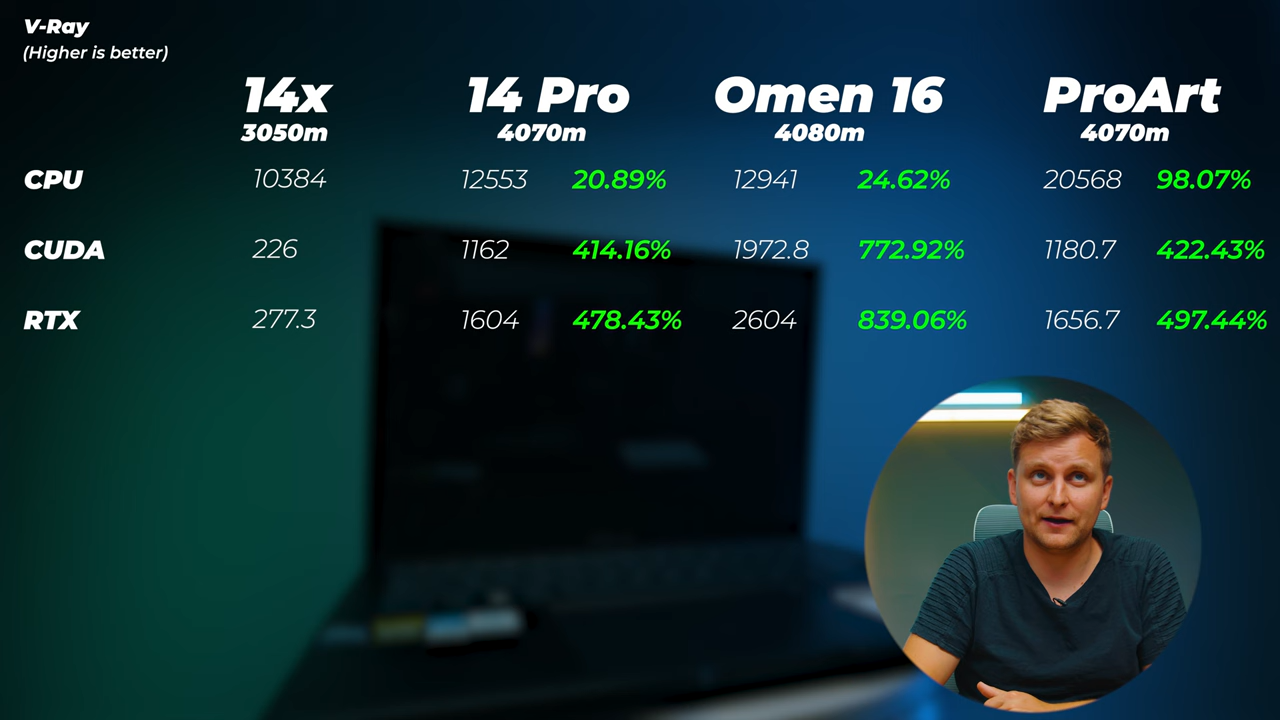 V-Ray
(Higher is better)
14x 14 Pro Omen 16 ProArt
3050m 4070m 4080m 4070m
CPU 10384 12553 20.89% 12941 24.62% 20568 98.07%
CUDA 226 1162 414.16% 1972.8 772.92% 1180.7 422.43%
RTX 277.3 1604 478.43% 2604 839.06% 1656.7 497.44%